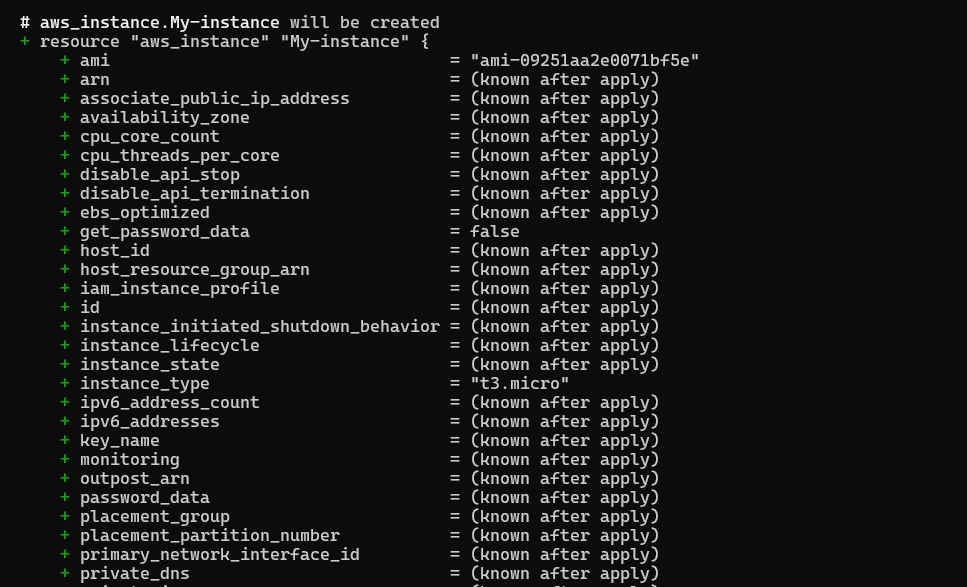 # aws_instance.My-instance will be created
+ resource "aws_instance" "My-instance" {
+ ami = "ami-09251aa2e0071bf5e"
+ arn = (known after apply)
+ associate_public_ip_address = (known after apply)
+ availability_zone = (known after apply)
+ cpu_core_count = (known after apply)
+ cpu_threads_per_core = (known after apply)
+ disable_api_stop = (known after apply)
+ disable_api_termination = (known after apply)
+ ebs_optimized = (known after apply)
+ get_password_data = false
+ host_id = (known after apply)
+ host_resource_group_arn = (known after apply)
+ iam_instance_profile = (known after apply)
+ id = (known after apply)
+ instance_initiated_shutdown_behavior = (known after apply)
+ instance_lifecycle = (known after apply)
+ instance_state = (known after apply)
+ instance_type = "t3.micro"
+ ipv6_address_count = (known after apply)
+ ipv6_addresses = (known after apply)
+ key_name = (known after apply)
+ monitoring = (known after apply)
+ outpost_arn = (known after apply)
+ password_data = (known after apply)
+ placement_group = (known after apply)
+ placement_partition_number = (known after apply)
+ primary_network_interface_id = (known after apply)
+ private_dns = (known after apply)